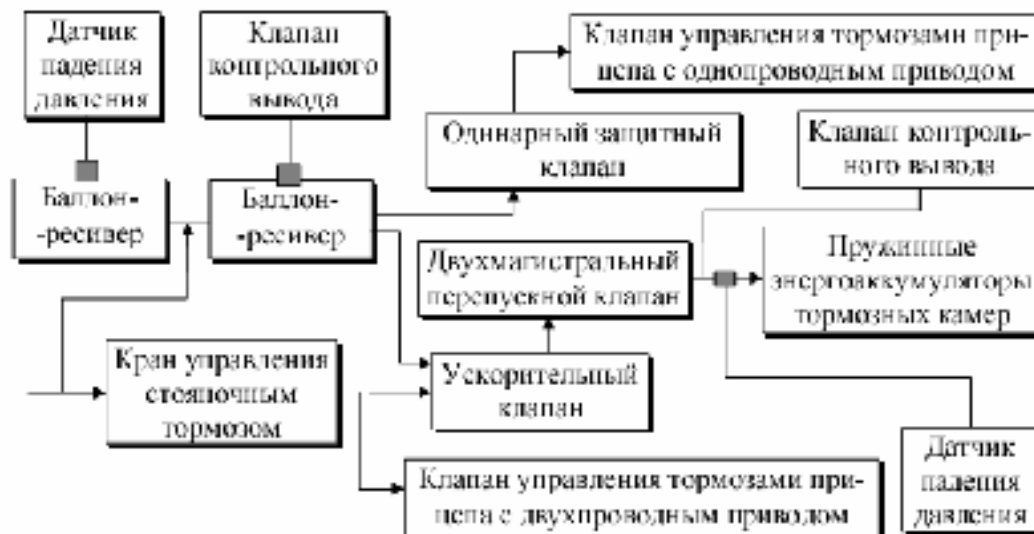 Датчик
падения
давления
Клапан
контрольного
вывода
Клапан управления тормозами при-
цепа с однопроводным приводом
Одинарный защитный
клапан
Клапан контроль-
ного вывода
Баллон-
-ресивер
Баллон-
-ресивер
Двухмагистральный
перепускной клапан
Пружинные
энергоаккумуляторы
тормозных камер
Кран управления
стояночным
тормозом
Ускорительный
клапан
Клапан управления тормозами при-
цепа с двухпроводным приводом
Датчик
падения
давления